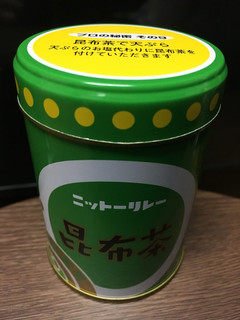 プロの秘密 その9
昆布茶で天ぷら
天ぷらのお塩代わりに昆布茶を
付けていただきます
ニットーリレー
昆布茶